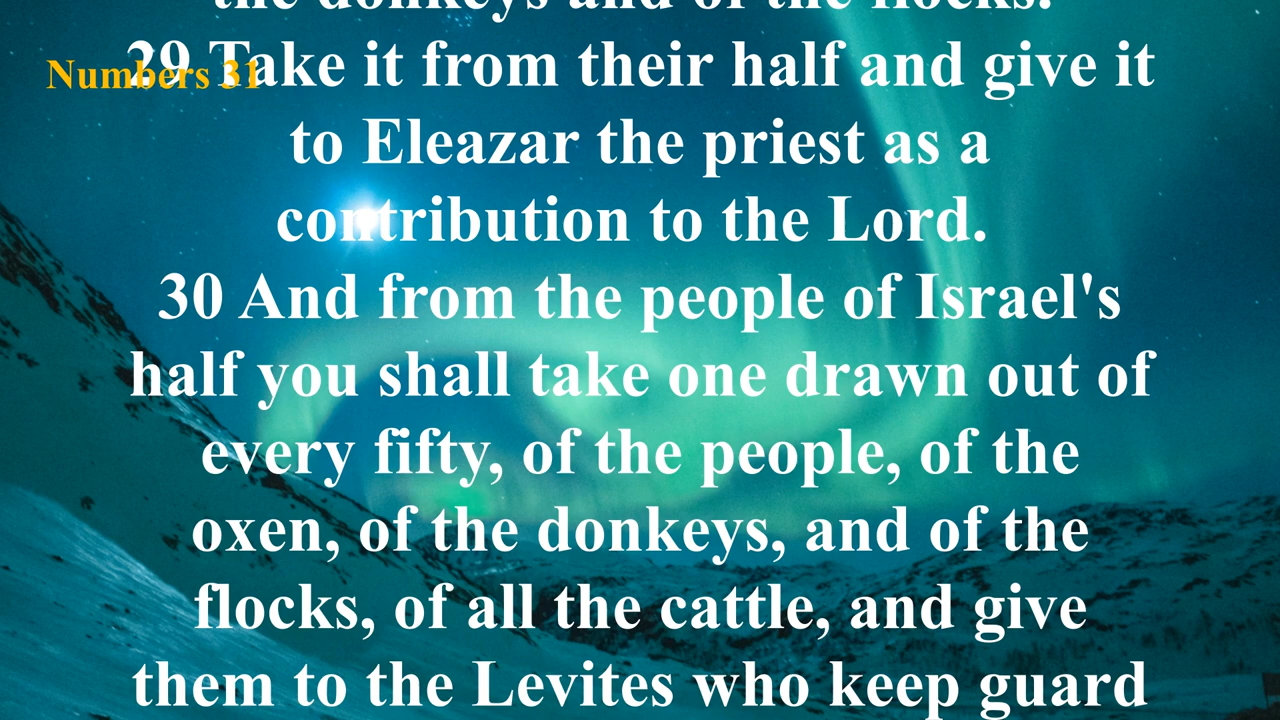 the donkeys and of the flocks.
Numbers 31
29 Take it from their half and give it
to Eleazar the priest as a
contribution to the Lord.
30 And from the people of Israel's
half you shall take one drawn out of
every fifty, of the people, of the
oxen, of the donkeys, and of the
flocks, of all the cattle, and give
them to the Levites who keep guard